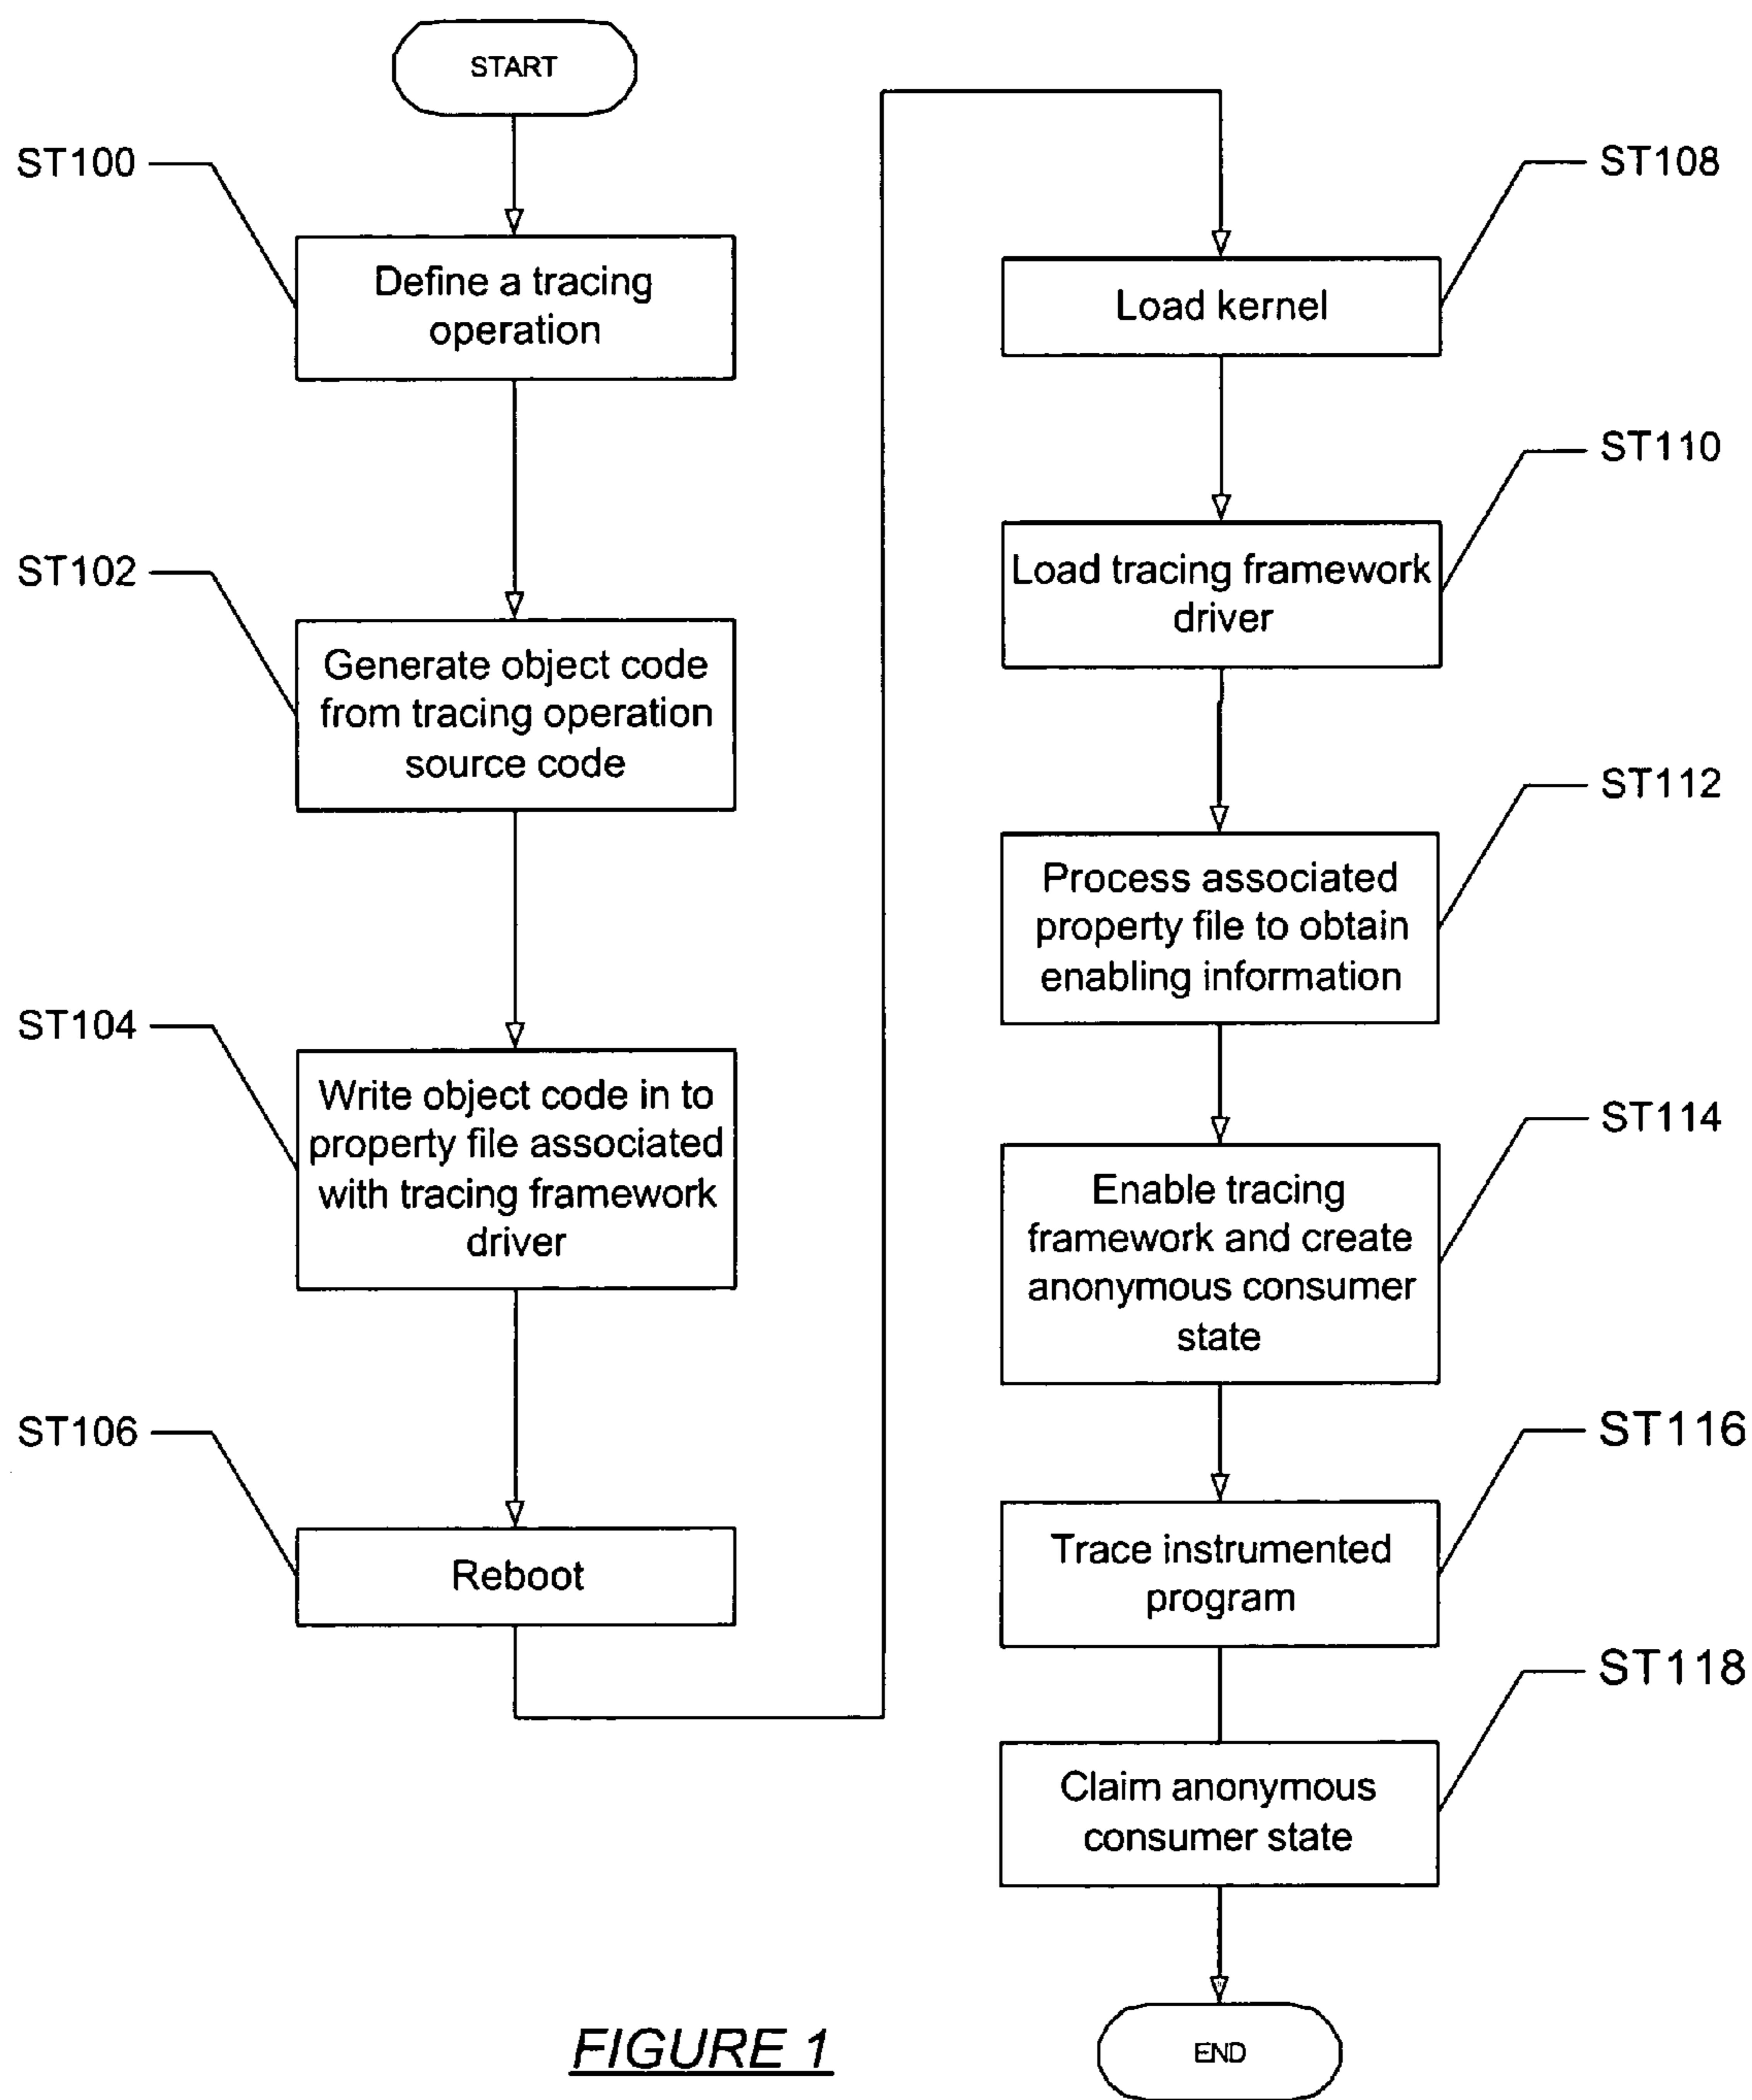 START
ST100
Define a tracing
operation
ST102
Generate object code
from tracing operation
source code
ST104
Write object code in to
property file associated
with tracing framework
driver
ST106
Reboot
ST108
Load kernel
ST110
Load tracing framework
driver
ST112
Process associated
property file to obtain
enabling information
ST114
Enable tracing
framework and create
anonymous consumer
state
ST116
Trace instrumented
program
ST118
Claim anonymous
consumer state
END
FIGURE 1